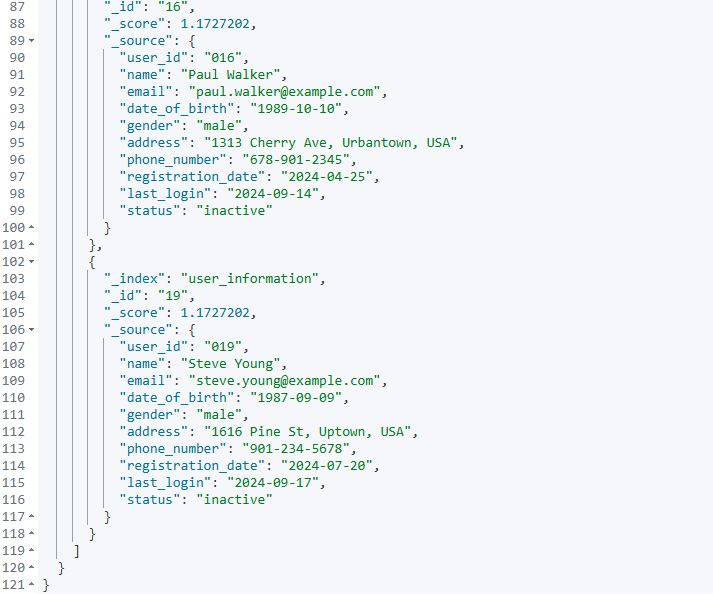 87 "_id": "16",
88 "_score": 1.1727202,
89 "_source": {
90 "user_id": "016",
91 "name": "Paul Walker",
92 "email": "paul.walker@example.com",
93 "date_of_birth": "1989-10-10",
94 "gender": "male",
95 "address": "1313 Cherry Ave, Urbantown, USA",
96 "phone_number": "678-901-2345",
97 "registration_date": "2024-04-25",
98 "last_login": "2024-09-14",
99 "status": "inactive"
100 }
101 },
102 {
103 "_index": "user_information",
104 "_id": "19",
105 "_score": 1.1727202,
106 "_source": {
107 "user_id": "019",
108 "name": "Steve Young",
109 "email": "steve.young@example.com",
110 "date_of_birth": "1987-09-09",
111 "gender": "male",
112 "address": "1616 Pine St, Uptown, USA",
113 "phone_number": "901-234-5678",
114 "registration_date": "2024-07-20",
115 "last_login": "2024-09-17",
116 "status": "inactive"
117 }
118 }
119 ]
120 }
121 }